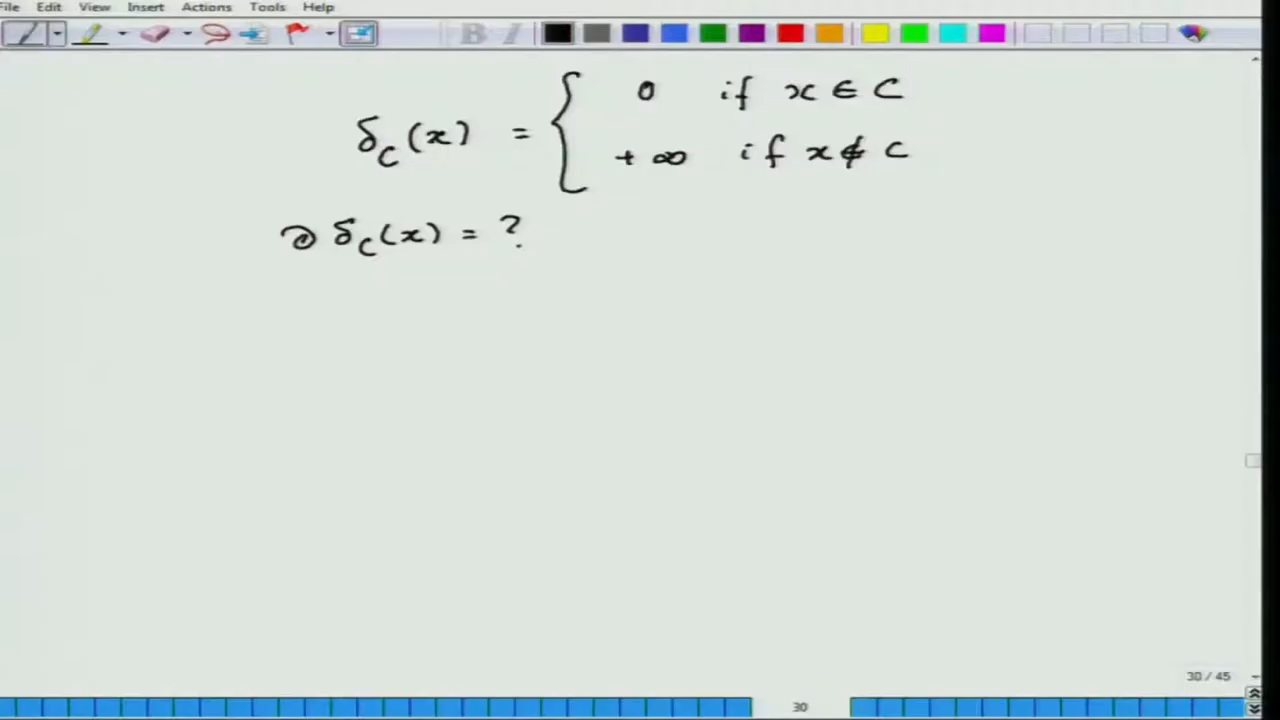 File Edit View Insert Actions Tools Help
B I
δ_C(x) = { 0 if x ∈ C
+∞ if x ∉ C
∂ δ_C(x) = ?
30 / 45
30